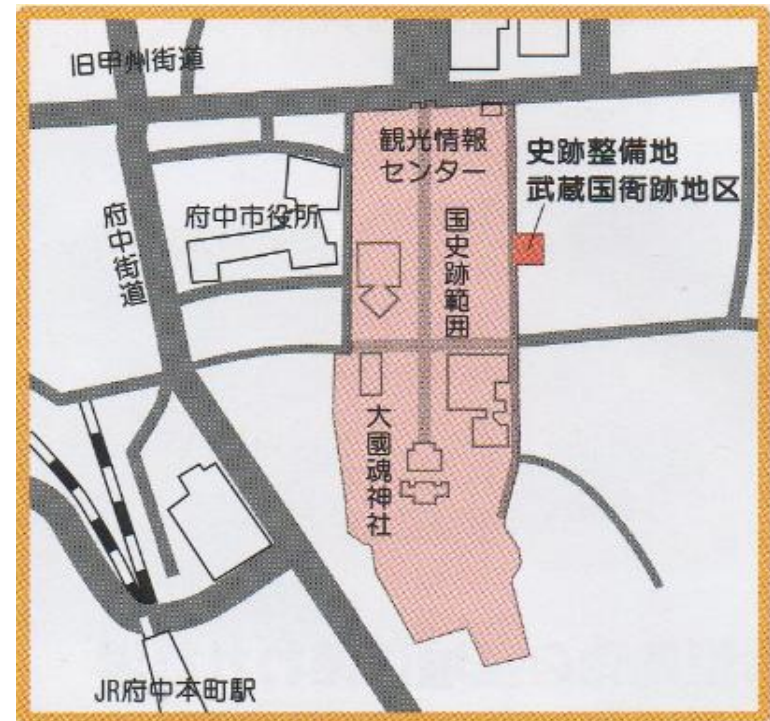 旧甲州街道
観光情報
センター
史跡整備地
武蔵国衙跡地区
府中市役所
府中街道
国史跡範囲
大國魂神社
JR府中本町駅